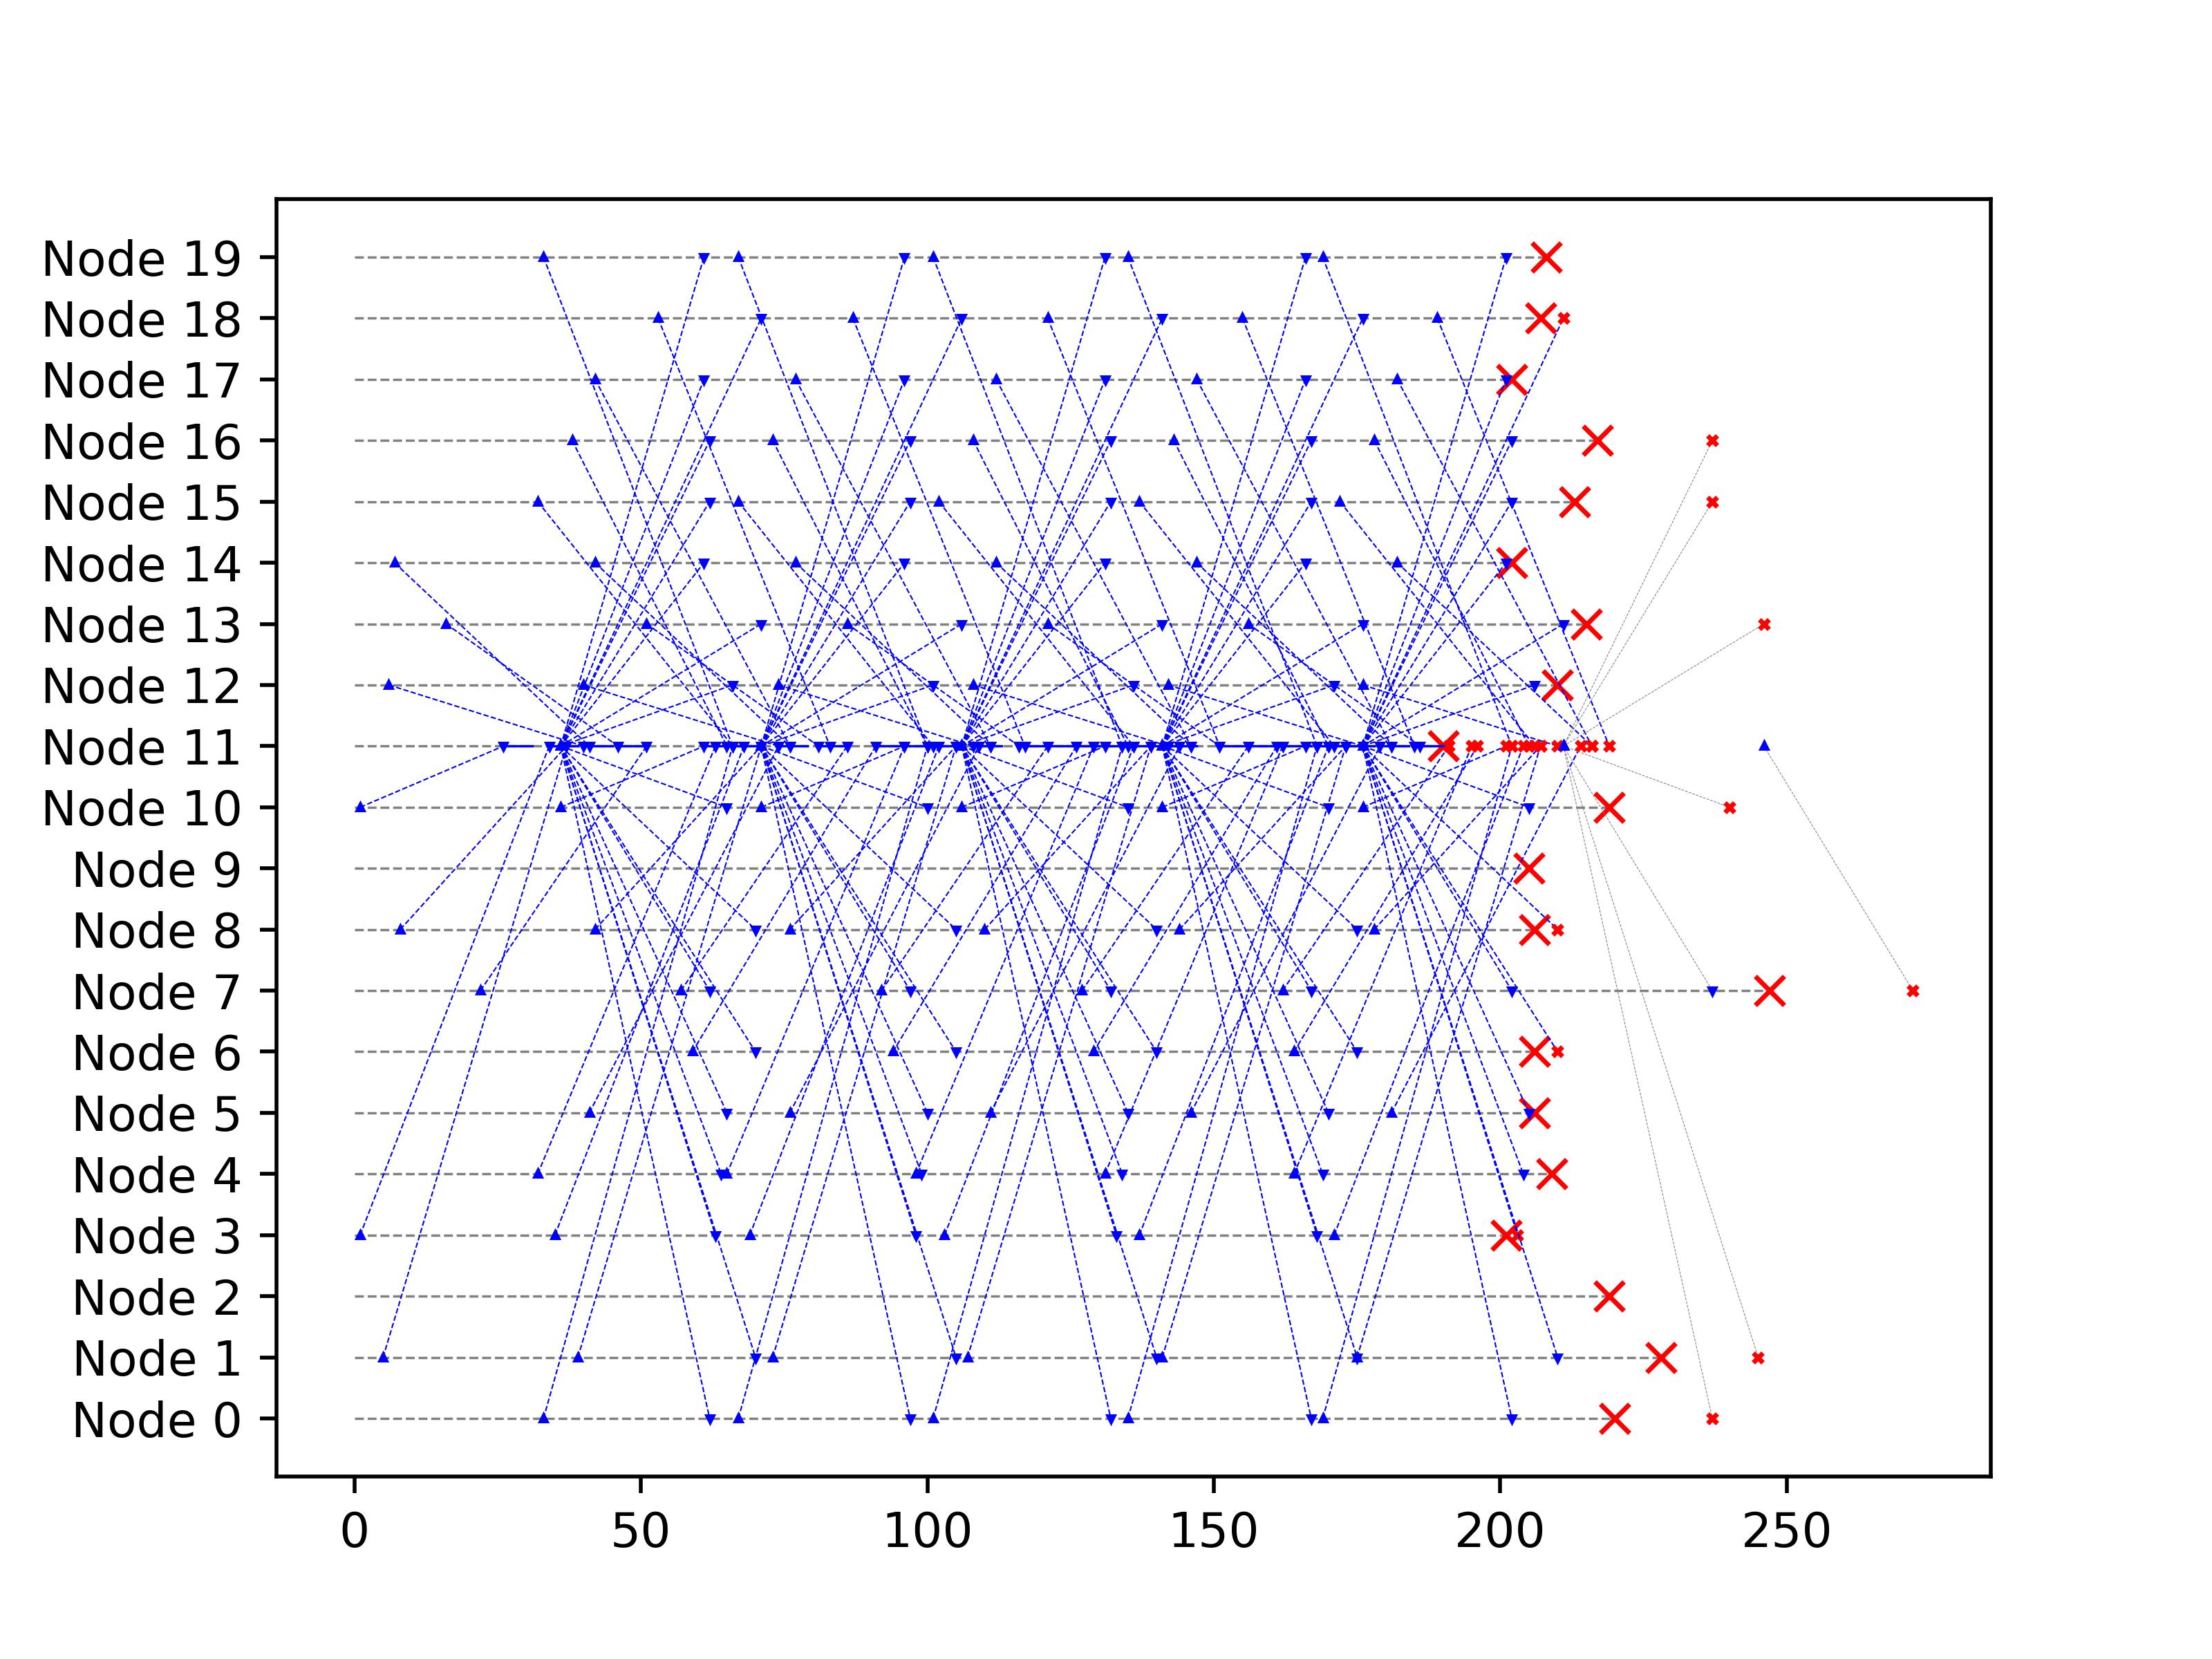 Node 19
Node 18
Node 17
Node 16
Node 15
Node 14
Node 13
Node 12
Node 11
Node 10
Node 9
Node 8
Node 7
Node 6
Node 5
Node 4
Node 3
Node 2
Node 1
Node 0
0 50 100 150 200 250